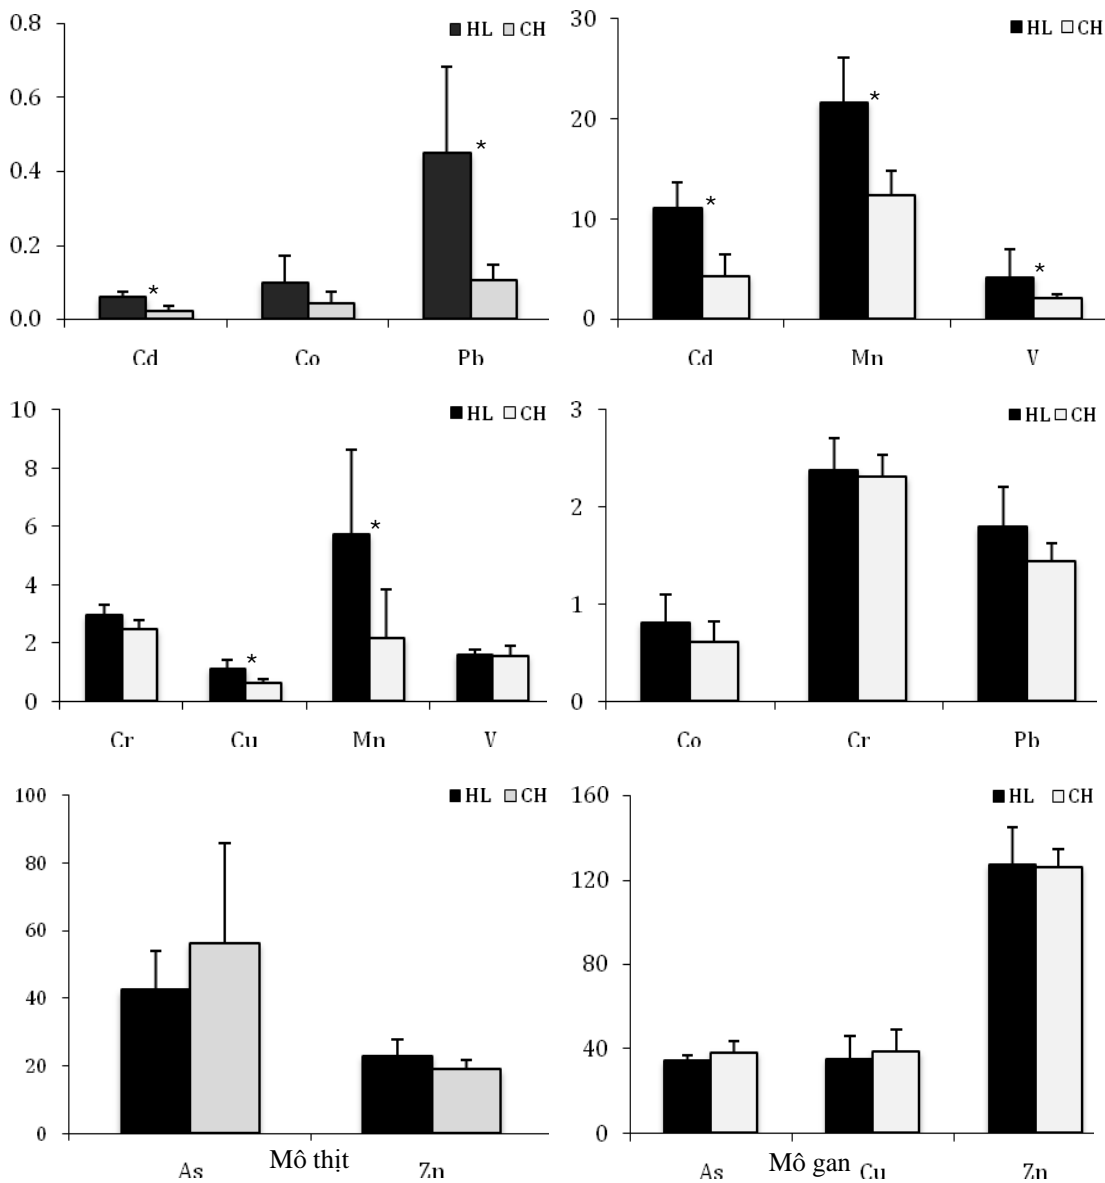 HL CH
0.8
0.6
0.4
0.2
0.0
*
*
Cd Co Pb
HL CH
30
20
10
0
*
*
*
Cd Mn V
HL CH
10
8
6
4
2
0
*
*
Cr Cu Mn V
HL CH
3
2
1
0
Co Cr Pb
HL CH
100
80
60
40
20
0
As Zn
Mô thịt
HL CH
160
120
80
40
0
As Cu Zn
Mô gan